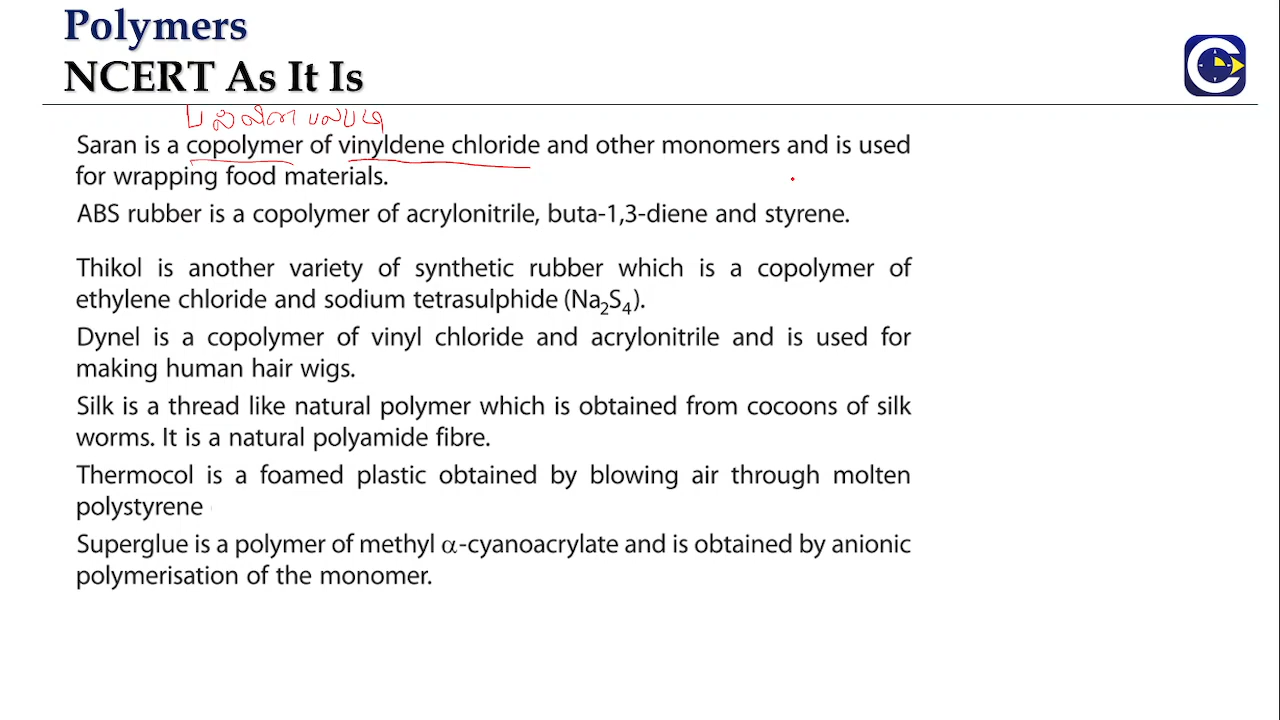 Polymers
NCERT As It Is
Saran is a copolymer of vinyldene chloride and other monomers and is used
for wrapping food materials.
ABS rubber is a copolymer of acrylonitrile, buta-1,3-diene and styrene.
Thikol is another variety of synthetic rubber which is a copolymer of
ethylene chloride and sodium tetrasulphide (Na₂S₄).
Dynel is a copolymer of vinyl chloride and acrylonitrile and is used for
making human hair wigs.
Silk is a thread like natural polymer which is obtained from cocoons of silk
worms. It is a natural polyamide fibre.
Thermocol is a foamed plastic obtained by blowing air through molten
polystyrene
Superglue is a polymer of methyl α-cyanoacrylate and is obtained by anionic
polymerisation of the monomer.